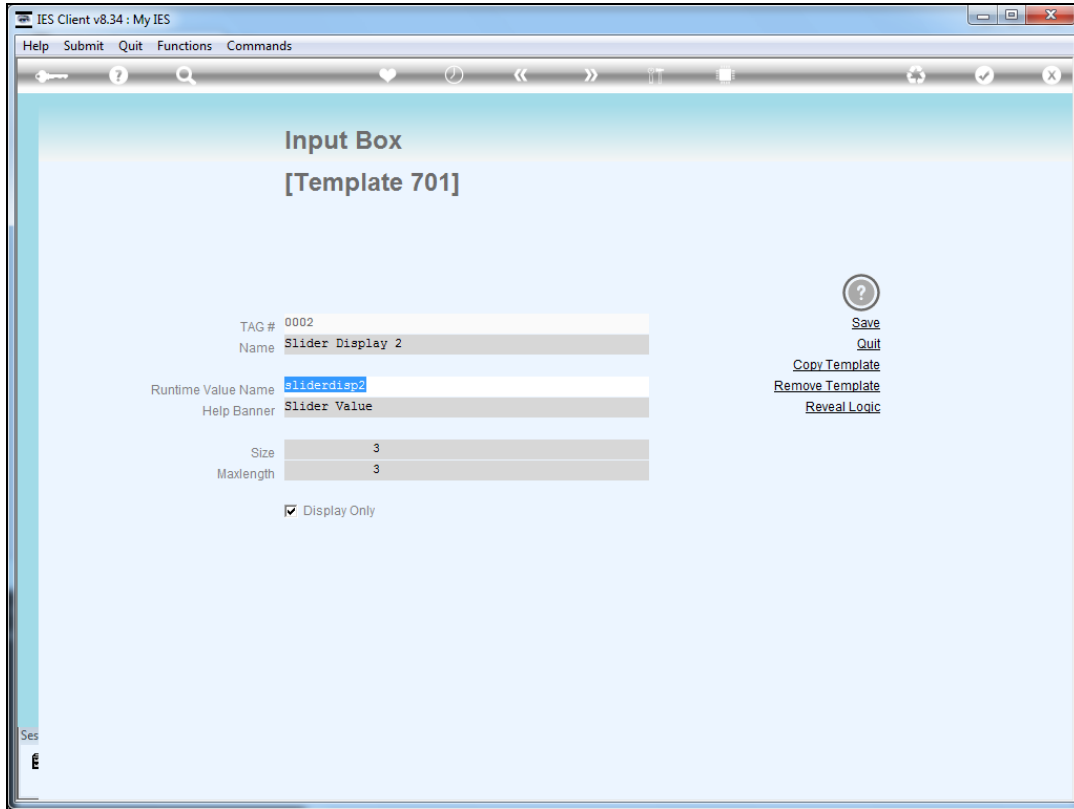 IES Client v8.34 : My IES
Help Submit Quit Functions Commands
Input Box
[Template 701]
TAG # 0002
Name Slider Display 2
Runtime Value Name sliderdisp2
Help Banner Slider Value
Size 3
Maxlength 3
Display Only
?
Save
Quit
Copy Template
Remove Template
Reveal Logic
Ses